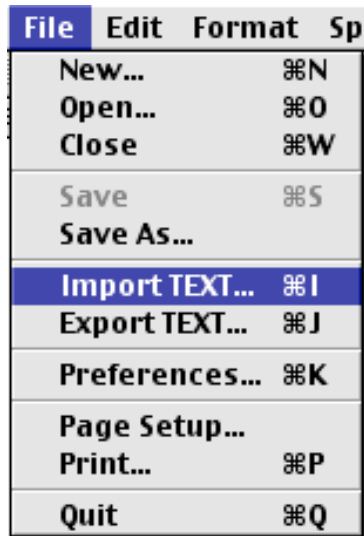 File Edit Format Sp
New... ⌘N
Open... ⌘O
Close ⌘W
Save ⌘S
Save As...
Import TEXT... ⌘I
Export TEXT... ⌘J
Preferences... ⌘K
Page Setup...
Print... ⌘P
Quit ⌘Q